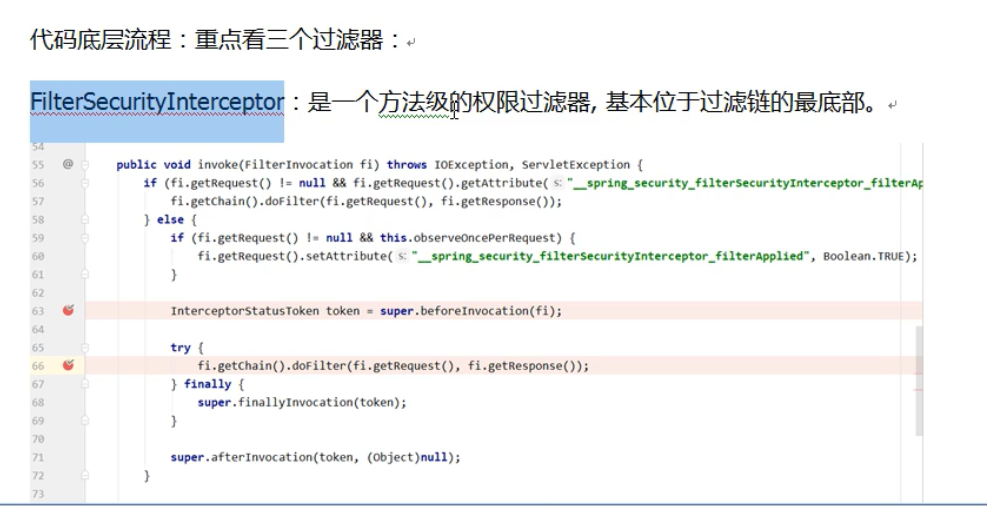 代码底层流程：重点看三个过滤器：
FilterSecurityInterceptor：是一个方法级的权限过滤器, 基本位于过滤链的最底部。
54
55 @ public void invoke(FilterInvocation fi) throws IOException, ServletException {
56 if (fi.getRequest() != null && fi.getRequest().getAttribute( s: "__spring_security_filterSecurityInterceptor_filterAp
57 fi.getChain().doFilter(fi.getRequest(), fi.getResponse());
58 } else {
59 if (fi.getRequest() != null && this.observeOncePerRequest) {
60 fi.getRequest().setAttribute( s: "__spring_security_filterSecurityInterceptor_filterApplied", Boolean.TRUE);
61 }
62
63 InterceptorStatusToken token = super.beforeInvocation(fi);
64
65 try {
66 fi.getChain().doFilter(fi.getRequest(), fi.getResponse());
67 } finally {
68 super.finallyInvocation(token);
69 }
70
71 super.afterInvocation(token, (Object)null);
72 }
73